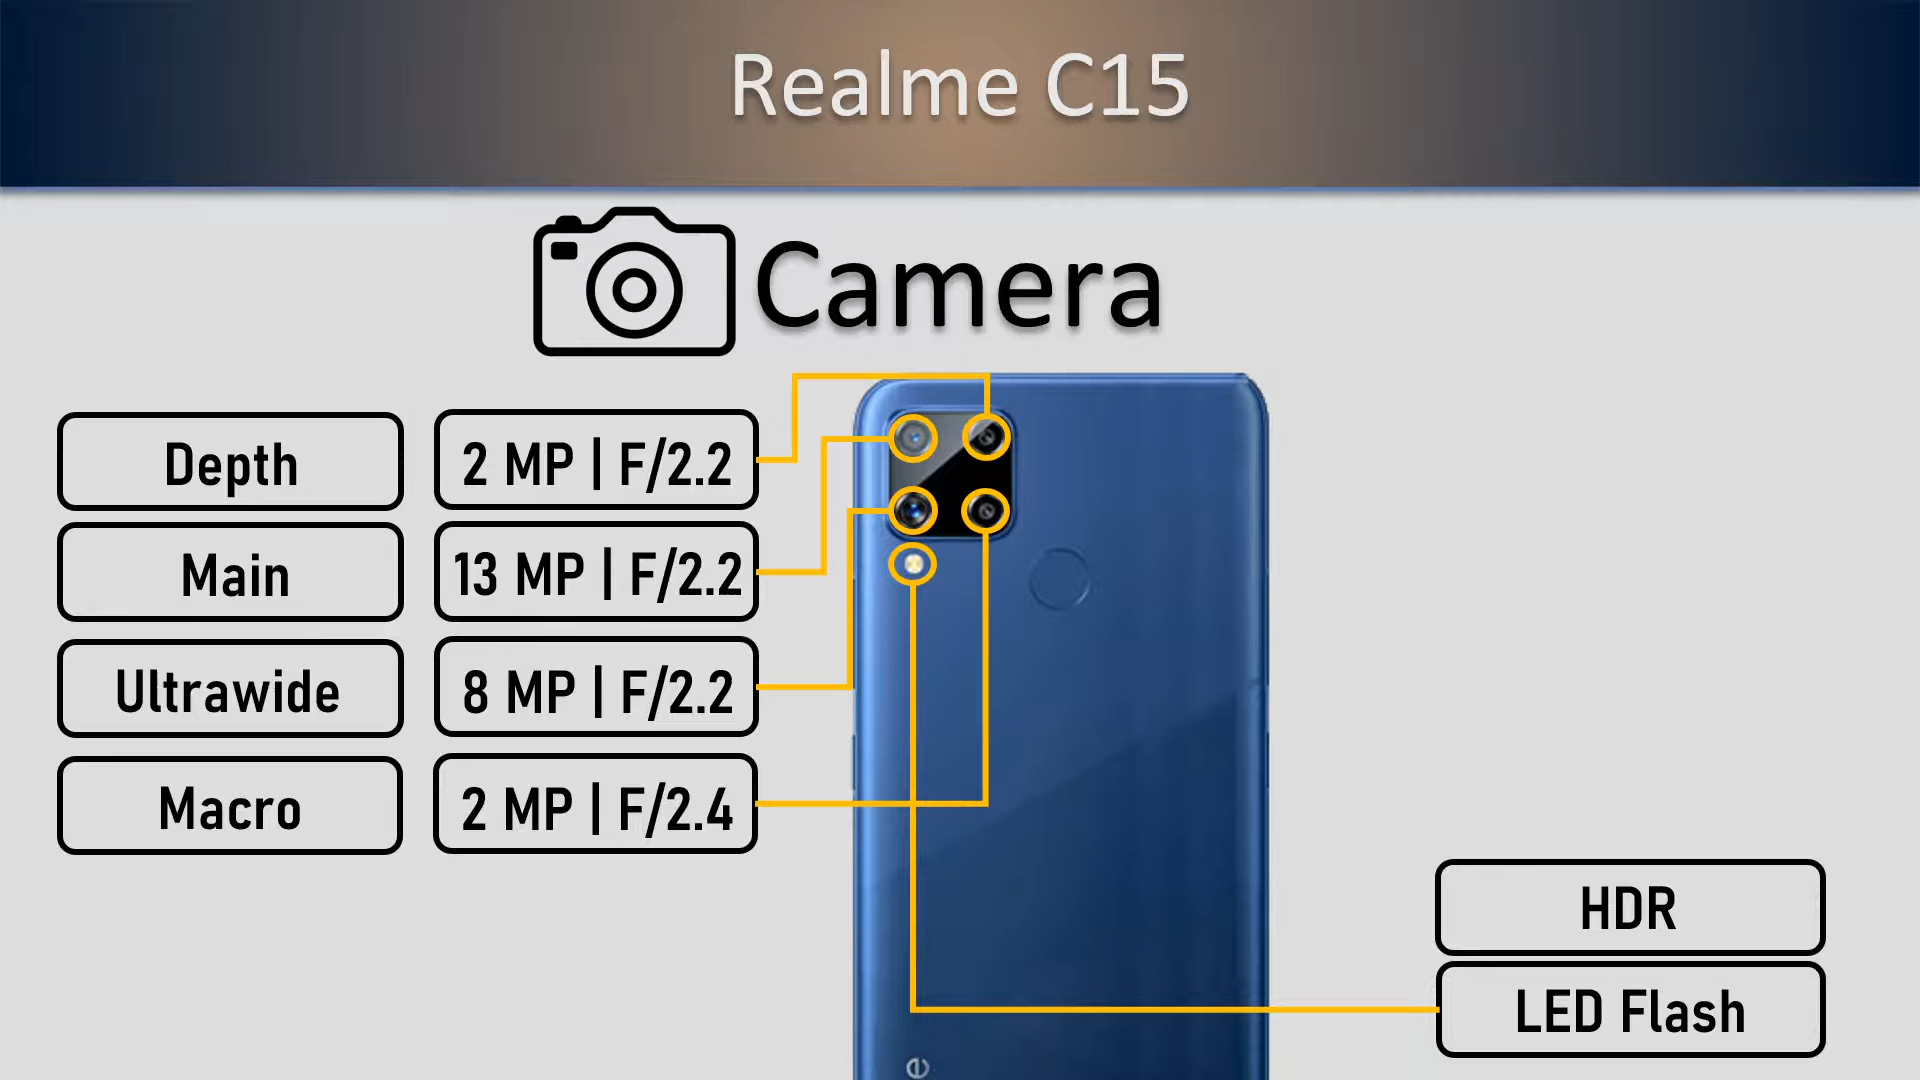 Realme C15
Camera
Depth
2 MP | F/2.2
Main
13 MP | F/2.2
Ultrawide
8 MP | F/2.2
Macro
2 MP | F/2.4
HDR
LED Flash
e